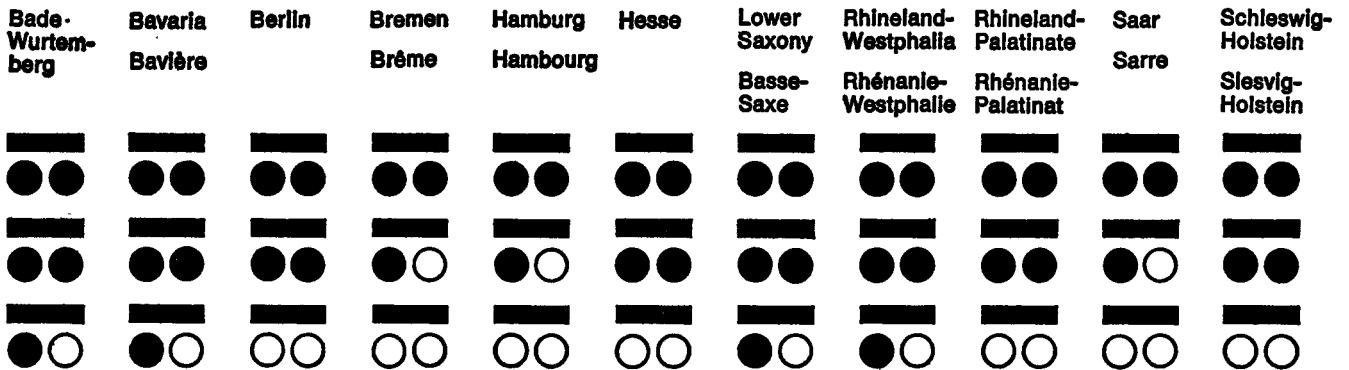 Bade-
Wurtem-
berg
Bavaria
Bavière
Berlin
Bremen
Brême
Hamburg
Hambourg
Hesse
Lower
Saxony
Basse-
Saxe
Rhineland-
Westphalia
Rhénanie-
Westphalie
Rhineland-
Palatinate
Rhénanie-
Palatinat
Saar
Sarre
Schleswig-
Holstein
Slesvig-
Holstein